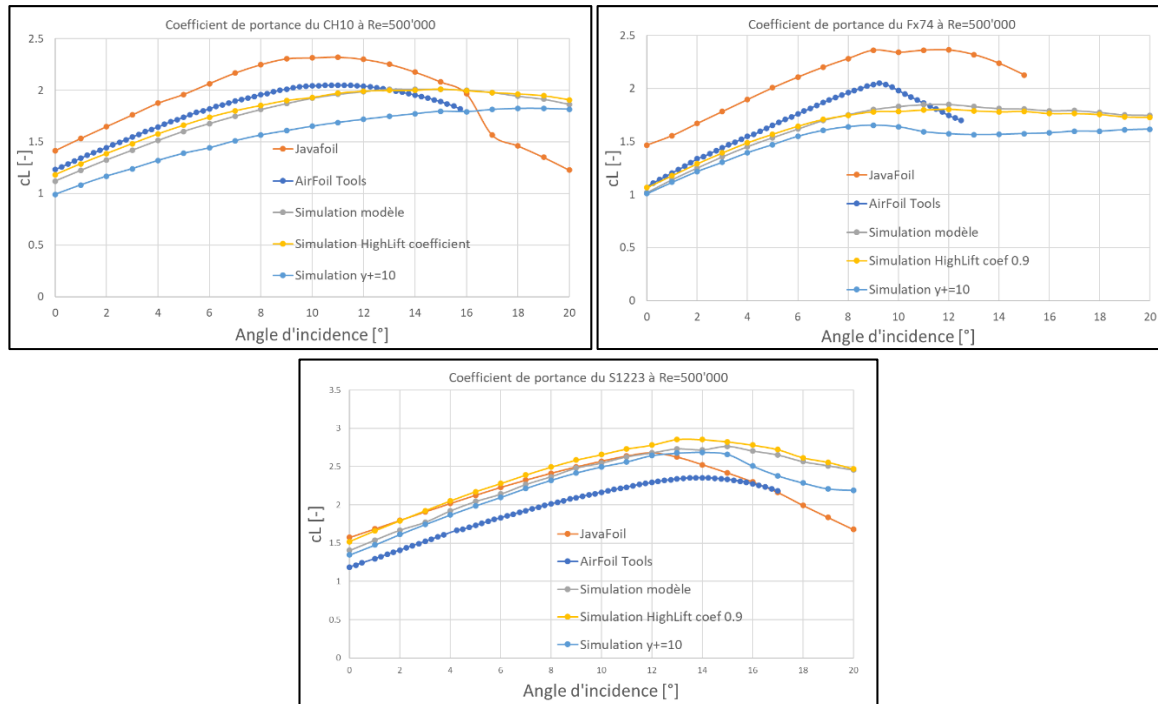 Coefficient de portance du CH10 à Re=500'000
2.5
2
1.5
1
0.5
0
cL [-]
Javafoil
AirFoil Tools
Simulation modèle
Simulation HighLift coefficient
Simulation y+=10
0 2 4 6 8 10 12 14 16 18 20
Angle d'incidence [°]
Coefficient de portance du Fx74 à Re=500'000
2.5
2
1.5
1
0.5
0
cL [-]
JavaFoil
AirFoil Tools
Simulation modèle
Simulation HighLift coef 0.9
Simulation y+=10
0 2 4 6 8 10 12 14 16 18 20
Angle d'incidence [°]
Coefficient de portance du S1223 à Re=500'000
3.5
3
2.5
2
1.5
1
0.5
0
cL [-]
JavaFoil
AirFoil Tools
Simulation modèle
Simulation HighLift coef 0.9
Simulation y+=10
0 2 4 6 8 10 12 14 16 18 20
Angle d'incidence [°]